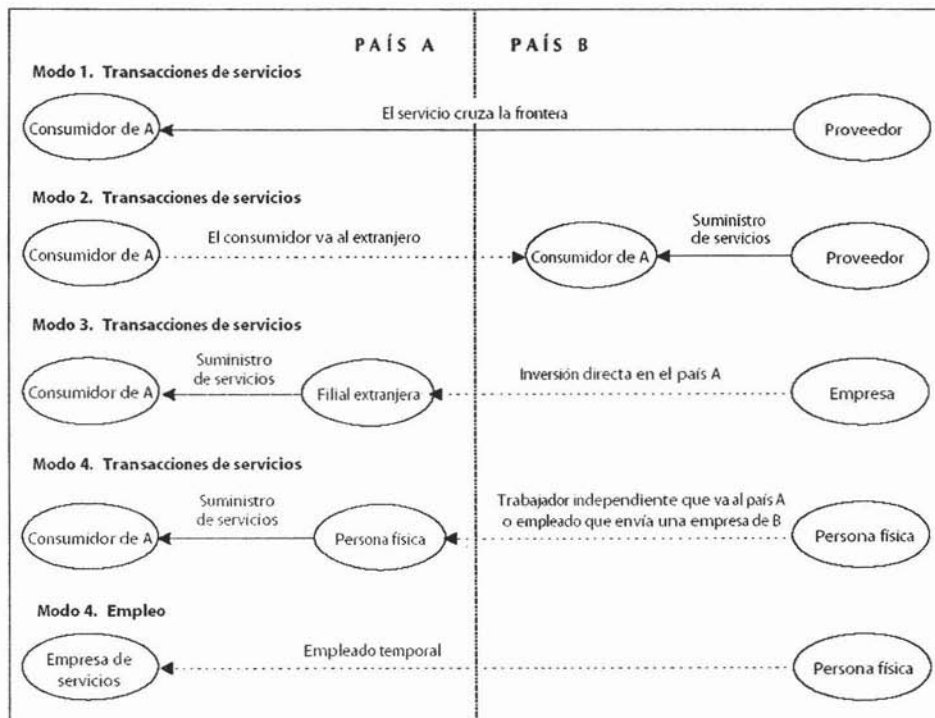 PAÍS A
PAÍS B
Modo 1. Transacciones de servicios
El servicio cruza la frontera
Consumidor de A
Proveedor
Modo 2. Transacciones de servicios
Consumidor de A
El consumidor va al extranjero
Consumidor de A
Suministro
de servicios
Proveedor
Modo 3. Transacciones de servicios
Consumidor de A
Suministro
de servicios
Filial extranjera
Inversión directa en el país A
Empresa
Modo 4. Transacciones de servicios
Consumidor de A
Suministro
de servicios
Persona física
Trabajador independiente que va al país A
o empleado que envía una empresa de B
Persona física
Modo 4. Empleo
Empresa de
servicios
Empleado temporal
Persona física